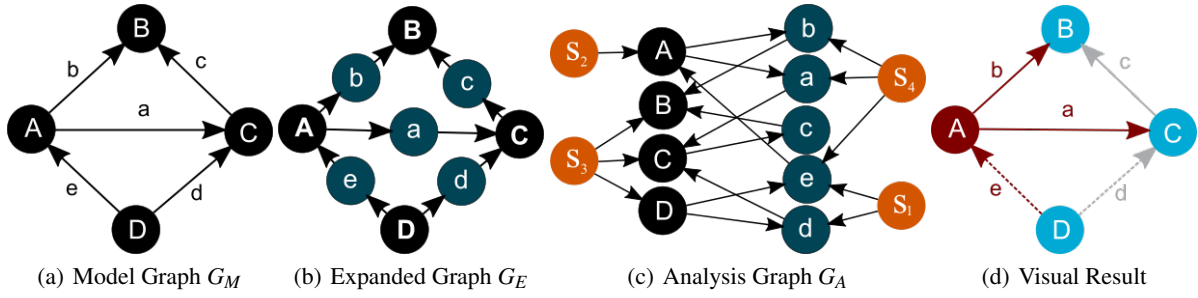 B
b
c
A
a
C
e
d
D
(a) Model Graph G_M
B
b
c
A
a
C
e
d
D
(b) Expanded Graph G_E
S₂
A
b
a
S₄
B
c
S₃
C
e
S₁
D
d
(c) Analysis Graph G_A
B
b
c
A
a
C
e
d
D
(d) Visual Result